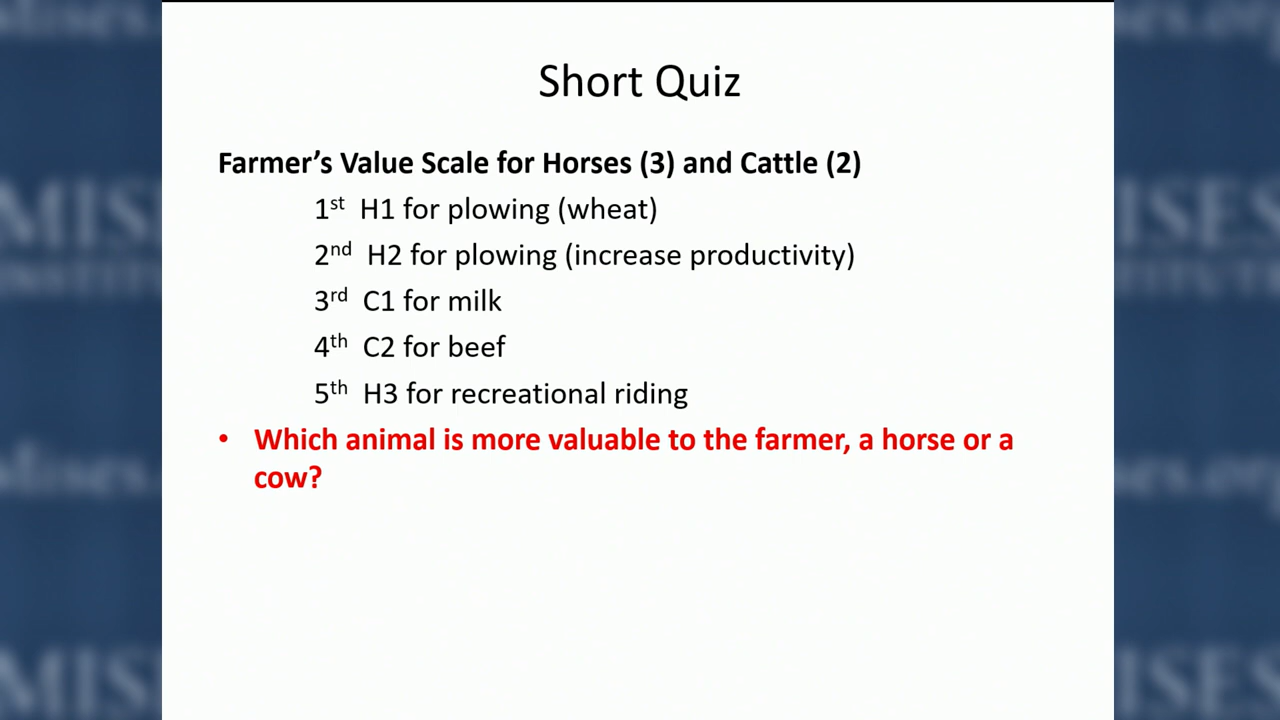 Short Quiz
Farmer’s Value Scale for Horses (3) and Cattle (2)
1st H1 for plowing (wheat)
2nd H2 for plowing (increase productivity)
3rd C1 for milk
4th C2 for beef
5th H3 for recreational riding
• Which animal is more valuable to the farmer, a horse or a
cow?